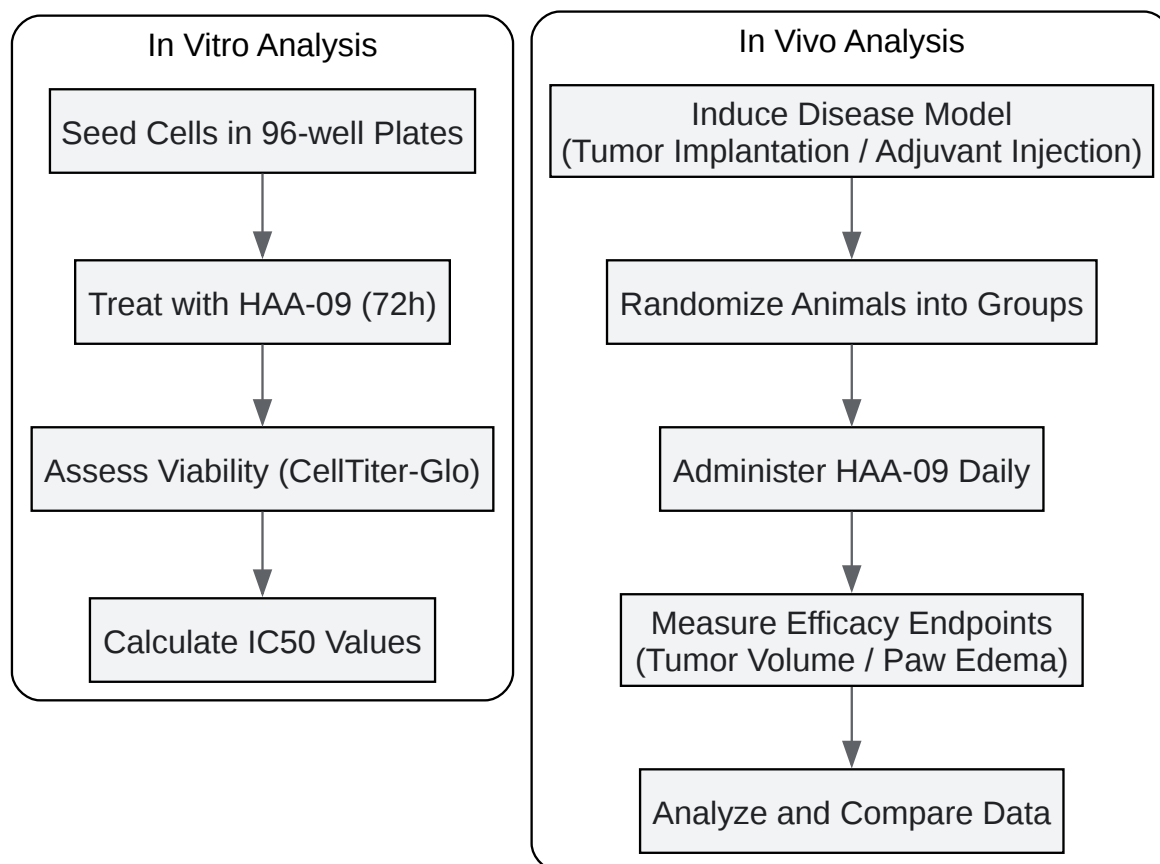 In Vitro Analysis
Seed Cells in 96-well Plates
Treat with HAA-09 (72h)
Assess Viability (CellTiter-Glo)
Calculate IC50 Values
In Vivo Analysis
Induce Disease Model
(Tumor Implantation / Adjuvant Injection)
Randomize Animals into Groups
Administer HAA-09 Daily
Measure Efficacy Endpoints
(Tumor Volume / Paw Edema)
Analyze and Compare Data